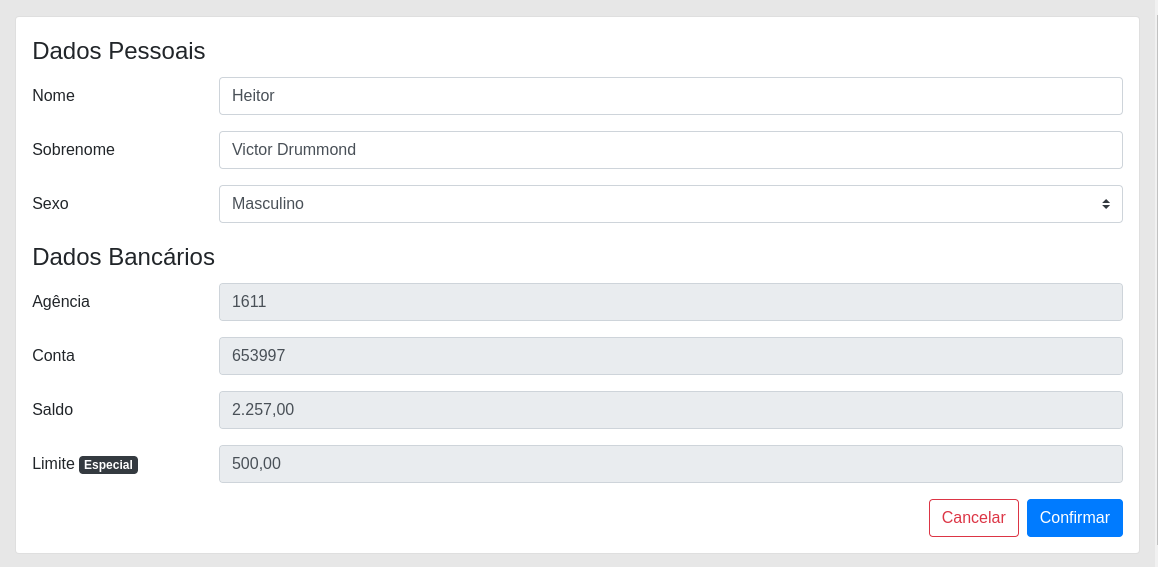 Dados Pessoais
Nome Heitor
Sobrenome Victor Drummond
Sexo Masculino
Dados Bancários
Agência 1611
Conta 653997
Saldo 2.257,00
Limite Especial 500,00
Cancelar Confirmar